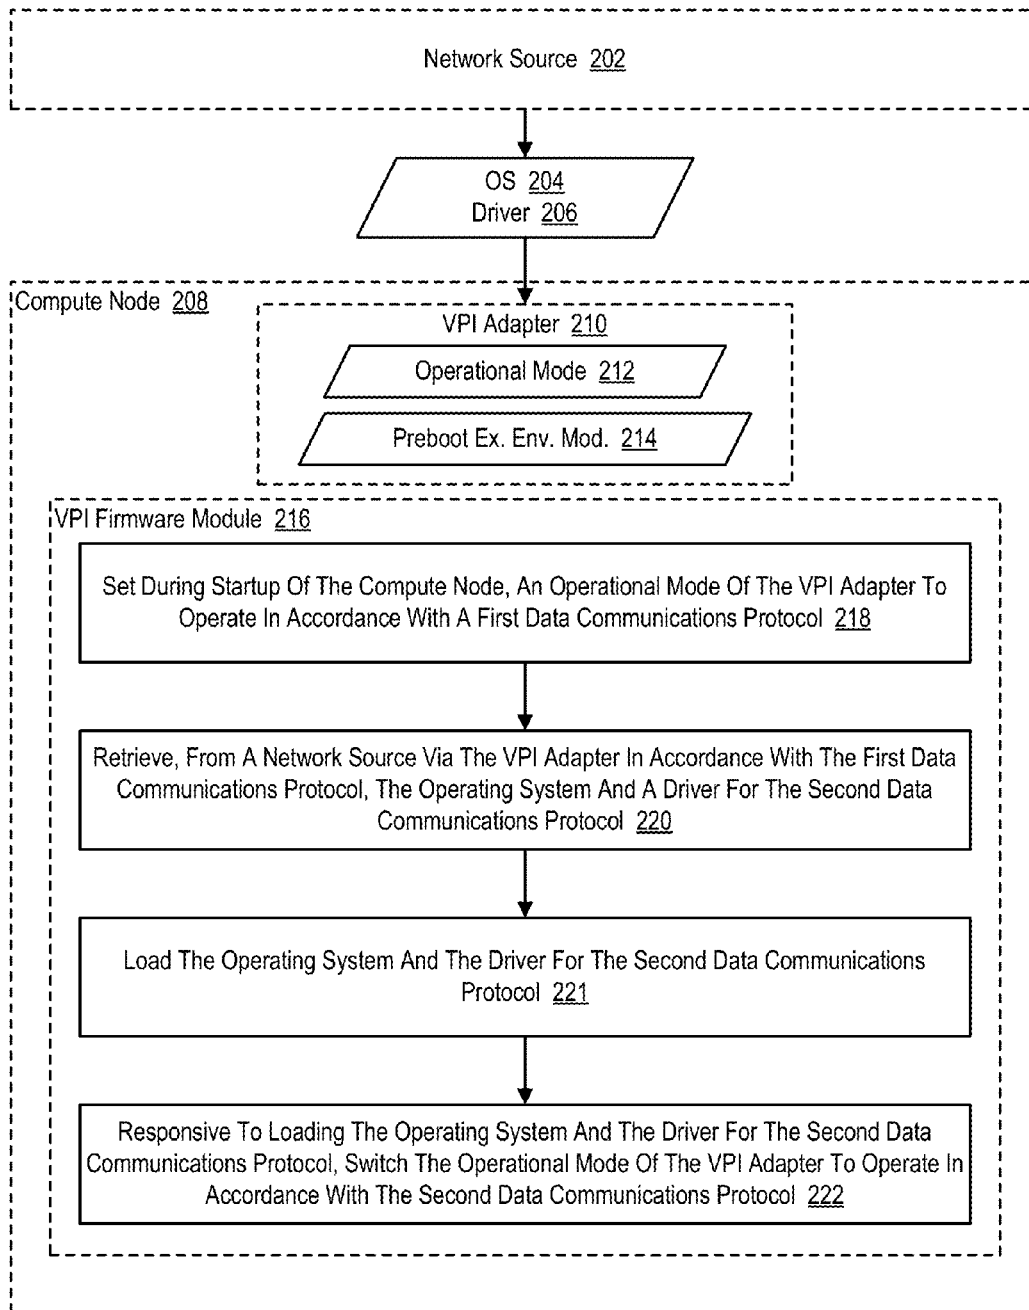 Network Source 202
OS 204
Driver 206
Compute Node 208
VPI Adapter 210
Operational Mode 212
Preboot Ex. Env. Mod. 214
VPI Firmware Module 216
Set During Startup Of The Compute Node, An Operational Mode Of The VPI Adapter To
Operate In Accordance With A First Data Communications Protocol 218
Retrieve, From A Network Source Via The VPI Adapter In Accordance With The First Data
Communications Protocol, The Operating System And A Driver For The Second Data
Communications Protocol 220
Load The Operating System And The Driver For The Second Data Communications
Protocol 221
Responsive To Loading The Operating System And The Driver For The Second Data
Communications Protocol, Switch The Operational Mode Of The VPI Adapter To Operate In
Accordance With The Second Data Communications Protocol 222